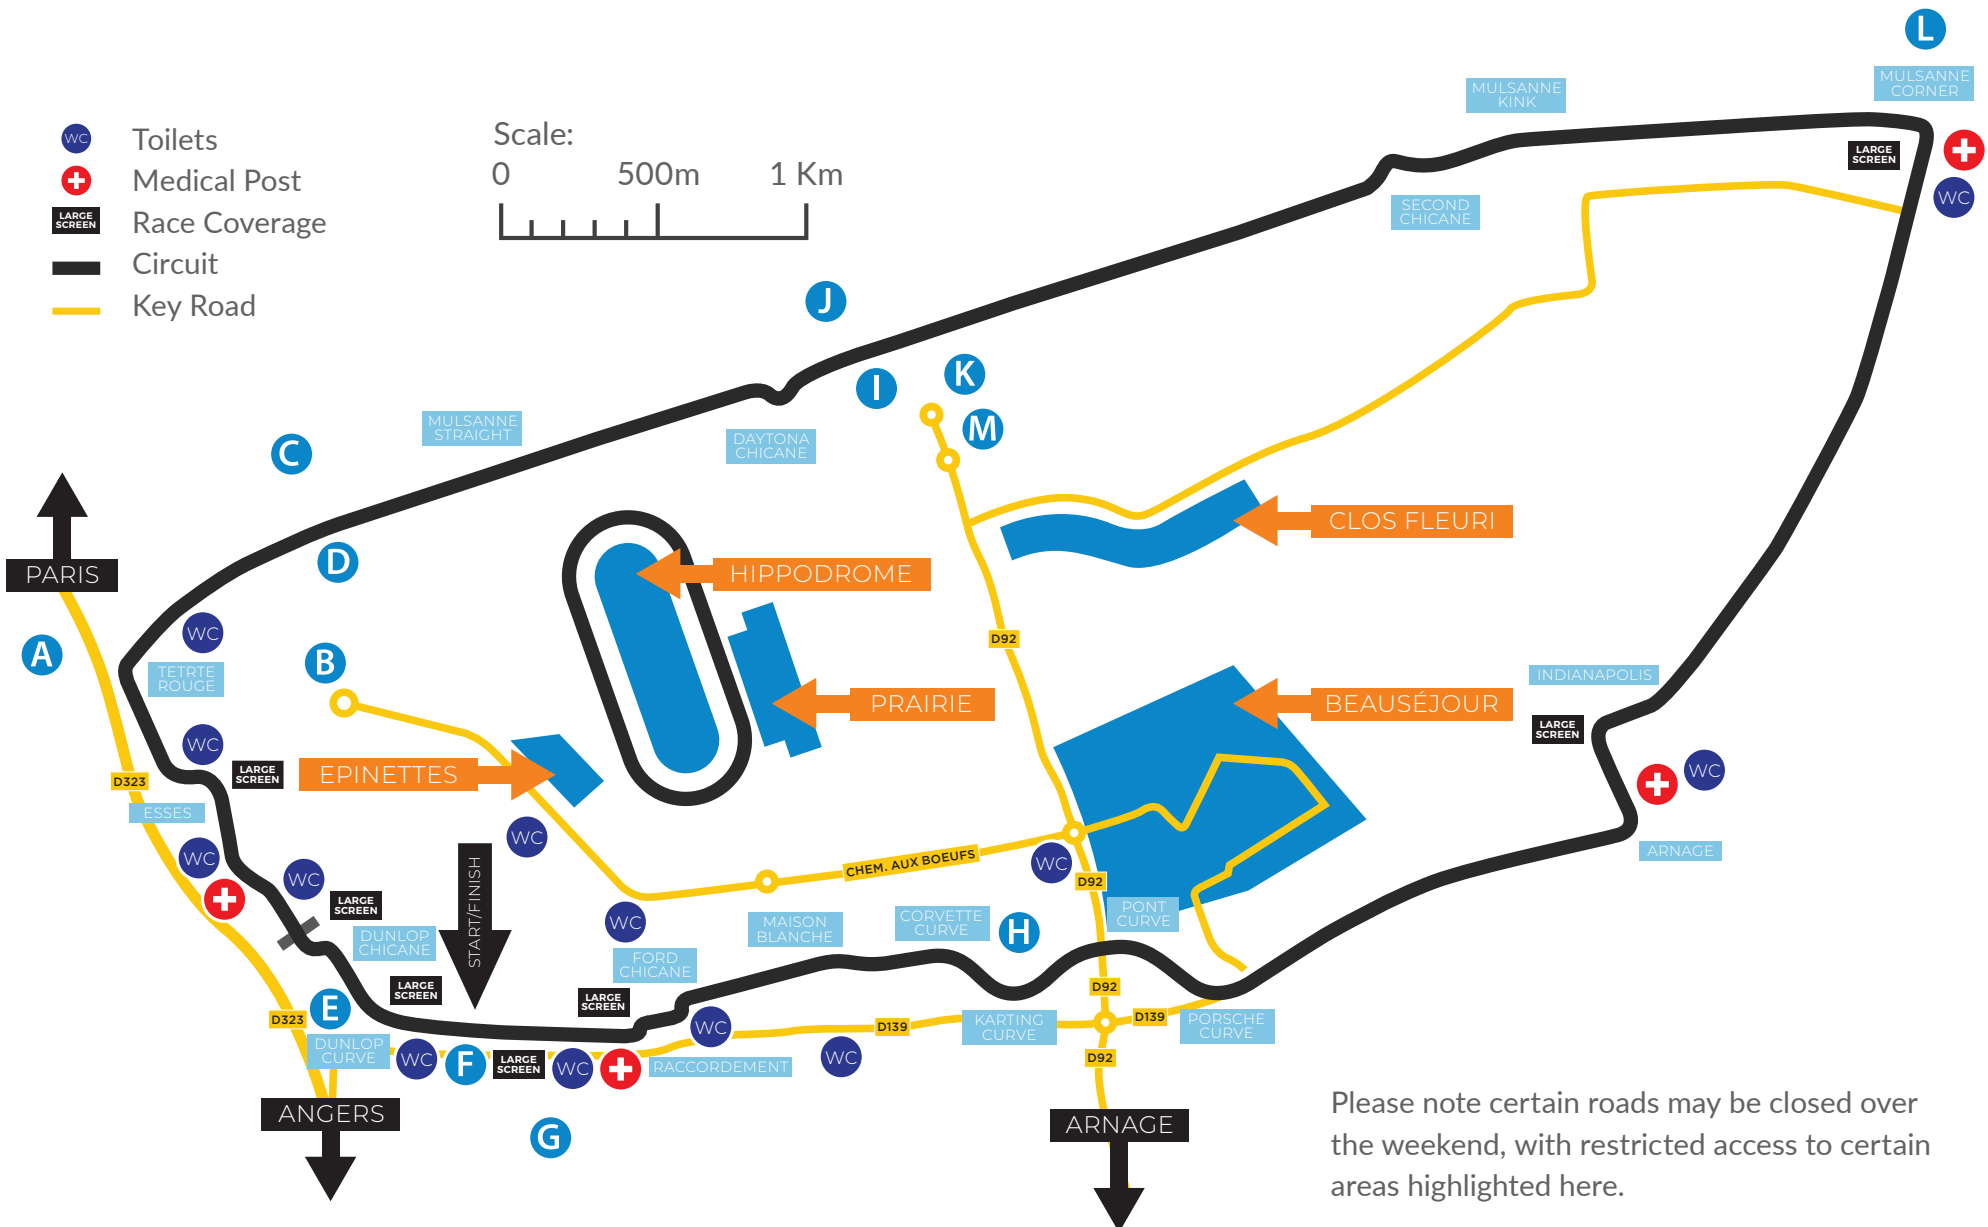 L
MULSANNE
CORNER
MULSANNE
KINK
WC
Toilets
Medical Post
LARGE
SCREEN
Race Coverage
Circuit
Key Road
Scale:
0 500m 1 Km
LARGE
SCREEN
WC
SECOND
CHICANE
J
I
K
M
MULSANNE
STRAIGHT
DAYTONA
CHICANE
C
D
PARIS
A
B
WC
TETRTE
ROUGE
CLOS FLEURI
HIPPODROME
D92
PRAIRIE
BEAUSÉJOUR
INDIANAPOLIS
LARGE
SCREEN
WC
ARNAGE
WC
LARGE
SCREEN
D323
ESSES
EPINETTES
WC
WC
WC
LARGE
SCREEN
DUNLOP
CHICANE
START/FINISH
CHEM. AUX BOEUFS
WC
D92
WC
FORD
CHICANE
MAISON
BLANCHE
CORVETTE
CURVE
H
PONT
CURVE
LARGE
SCREEN
LARGE
SCREEN
D92
E
D323
DUNLOP
CURVE
WC
F
LARGE
SCREEN
WC
RACCORDEMENT
WC
WC
D139
KARTING
CURVE
D139
PORSCHE
CURVE
D92
ANGERS
G
ARNAGE
Please note certain roads may be closed over
the weekend, with restricted access to certain
areas highlighted here.